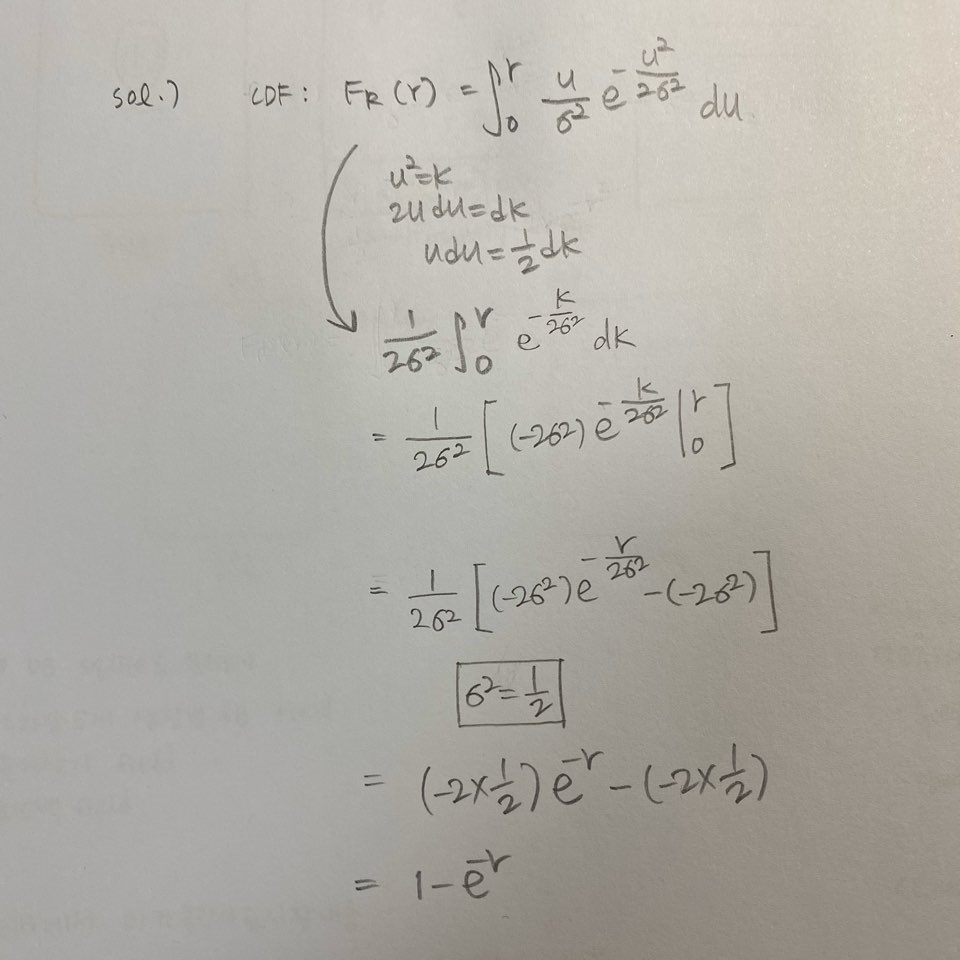 sol.) CDF: F_R(r) = ∫_0^r u/σ² e^(-u²/2σ²) du
u²=k
2u du = dk
u du = 1/2 dk
1/2σ² ∫_0^r e^(-k/2σ²) dk
= 1/2σ² [(-2σ²) e^(-k/2σ²) |_0^r]
= 1/2σ² [(-2σ²) e^(-r/2σ²) - (-2σ²)]
σ² = 1/2
= (-2×1/2) e^(-r) - (-2×1/2)
= 1 - e^(-r)